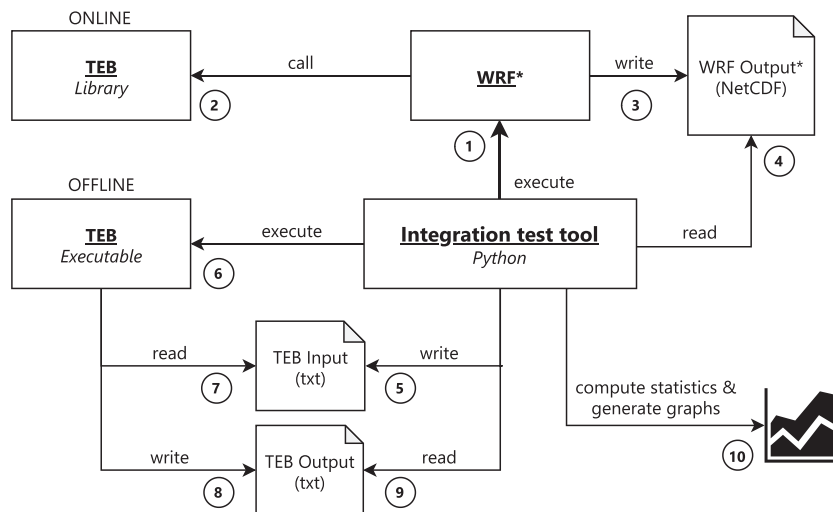 ONLINE
TEB
Library
call
2
WRF*
write
3
WRF Output*
(NetCDF)
1
4
execute
OFFLINE
TEB
Executable
execute
6
Integration test tool
Python
read
read
7
TEB Input
(txt)
write
5
compute statistics &
generate graphs
10
write
8
TEB Output
(txt)
read
9